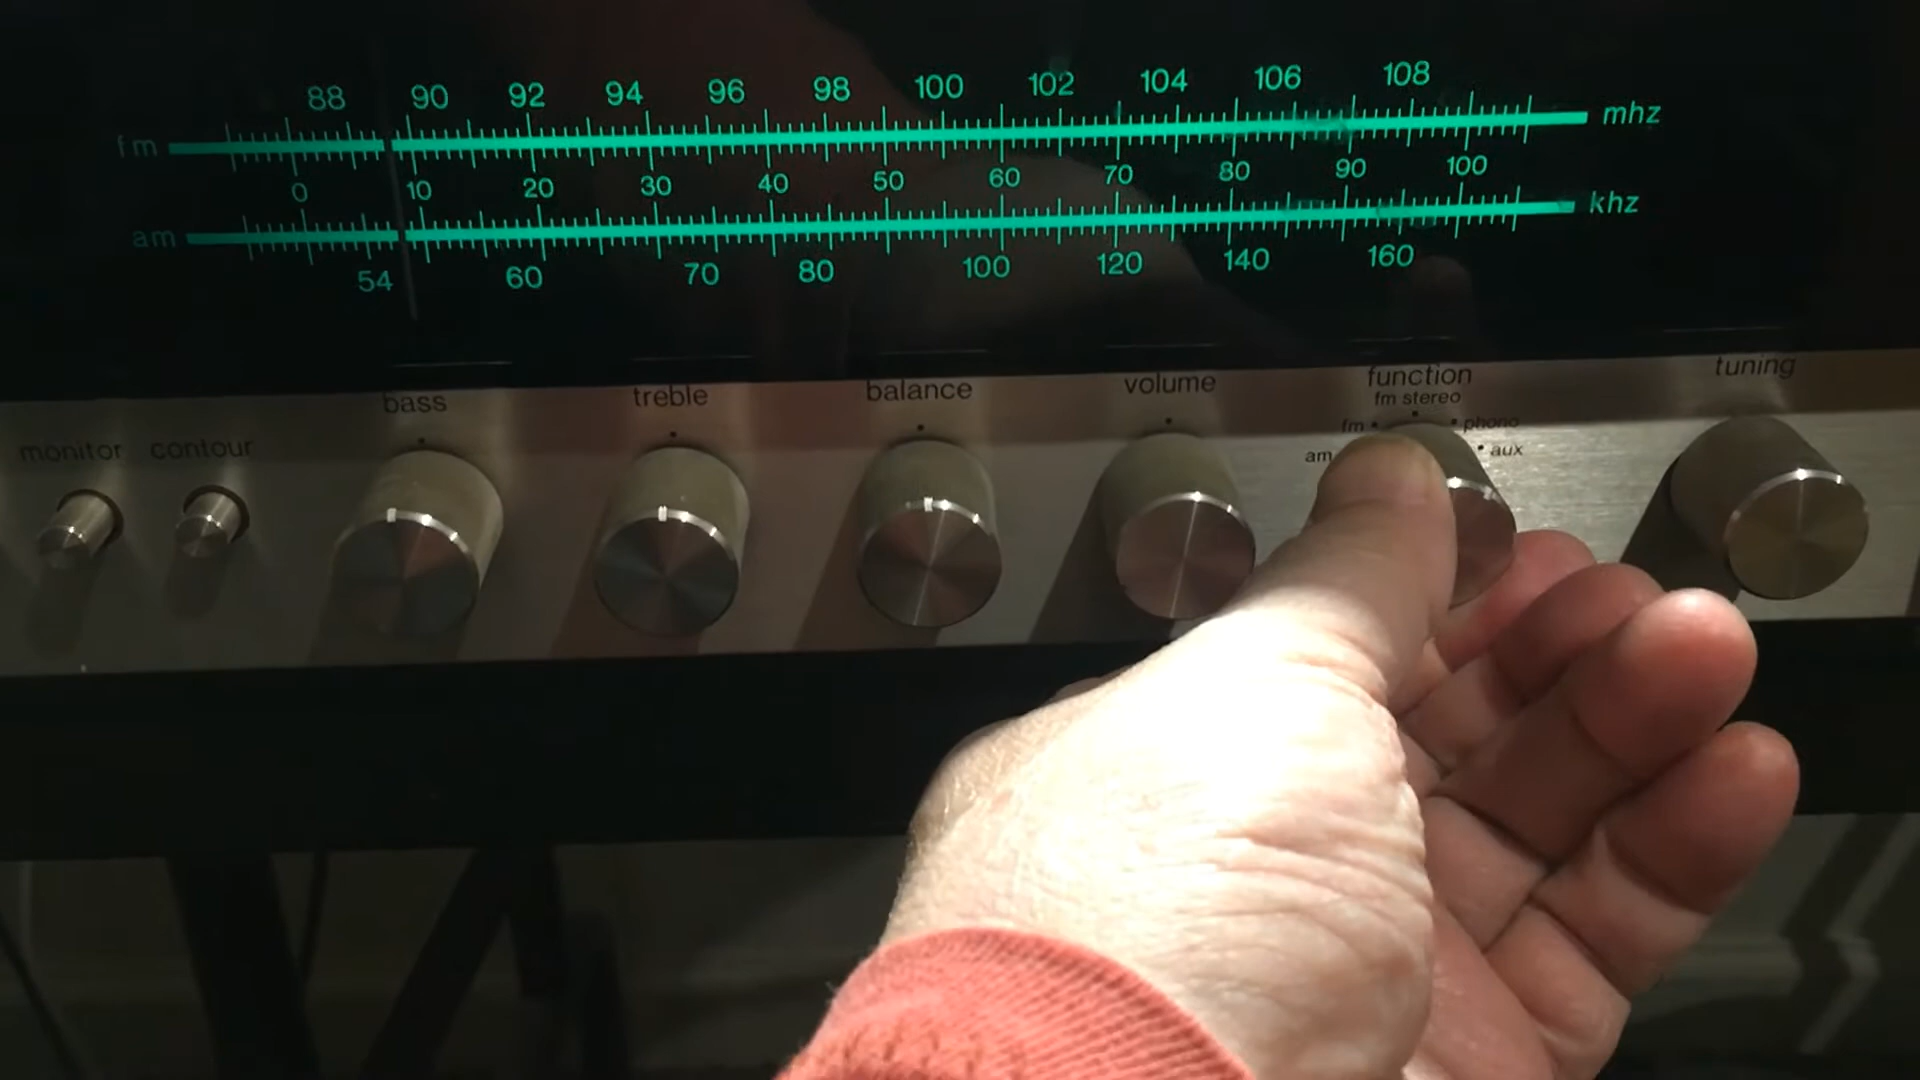 88 90 92 94 96 98 100 102 104 106 108
fm mhz
0 10 20 30 40 50 60 70 80 90 100
am khz
54 60 70 80 100 120 140 160
monitor contour bass treble balance volume function tuning
fm stereo
fm phono
am aux